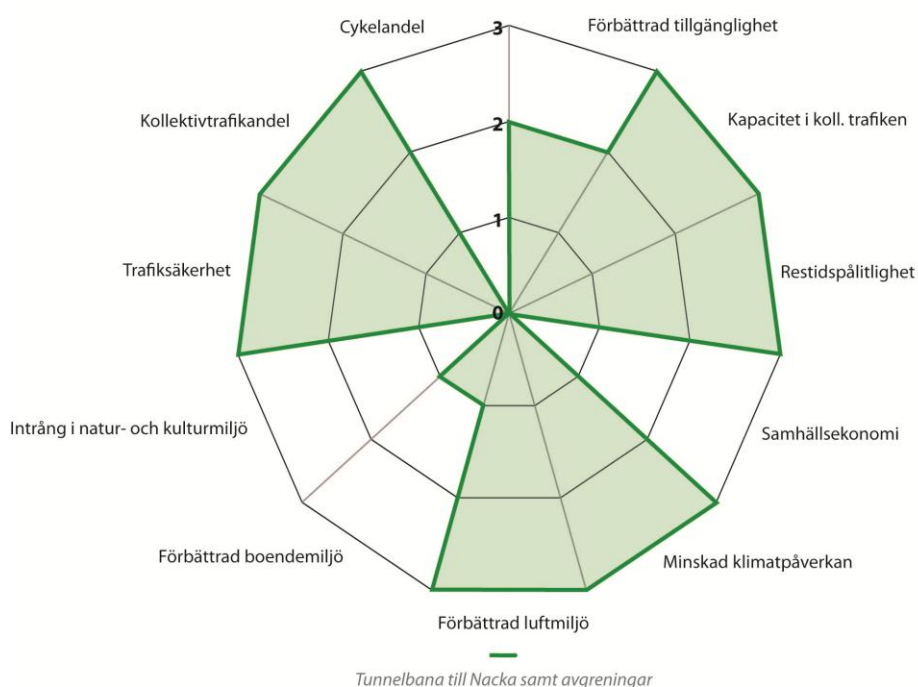 Cykelandel
3
Förbättrad tillgänglighet
Kollektivtrafikandel
2
Kapacitet i koll. trafiken
1
Trafiksäkerhet
Restidspålitlighet
0
Intrång i natur- och kulturmiljö
Samhällsekonomi
Förbättrad boendemiljö
Minskad klimatpåverkan
Förbättrad luftmiljö
Tunnelbana till Nacka samt avgreningar